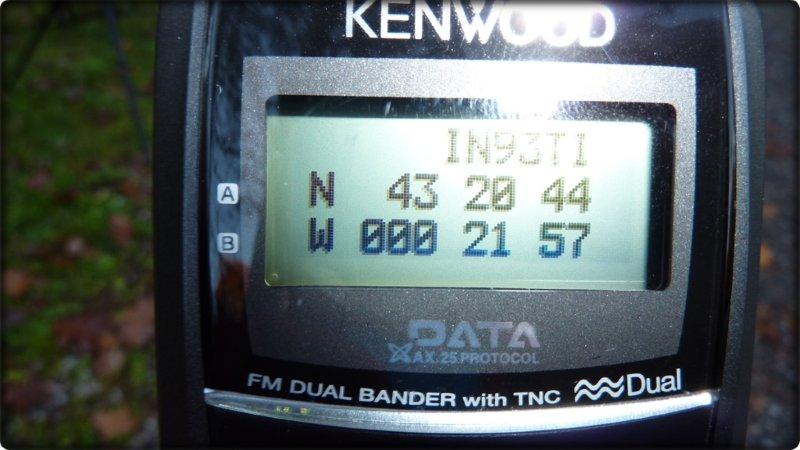 KENWOOD
IN93TI
A N 43 20 44
B W 000 21 57
DATA
AX.25 PROTOCOL
FM DUAL BANDER with TNC Dual